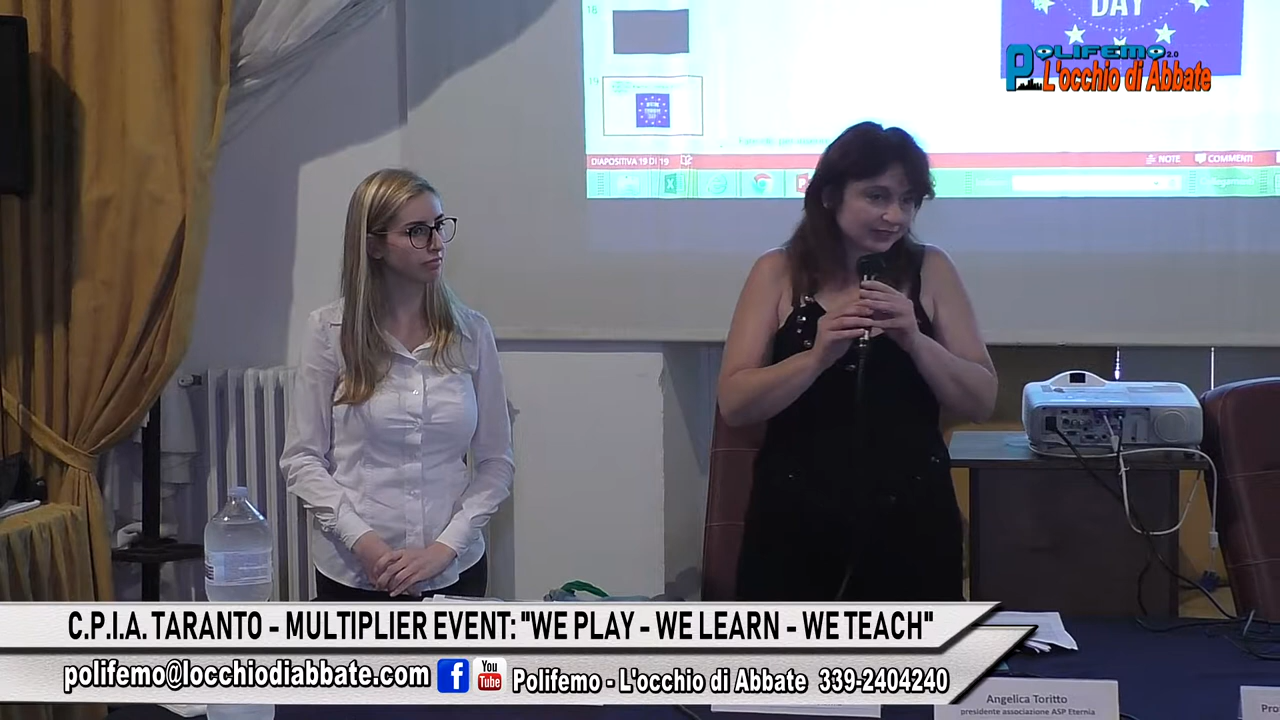 18
DAY
POLIFEMO 2.0
L'occhio di Abbate
19
DIAPOSITIVA 19 DI 19
NOTE
COMMENTI
C.P.I.A. TARANTO - MULTIPLIER EVENT: "WE PLAY - WE LEARN - WE TEACH"
polifemo@locchiodiabbate.com
You Tube
Polifemo - L'occhio di Abbate 339-2404240
Angelica Toritto
presidente associazione ASP Eternia